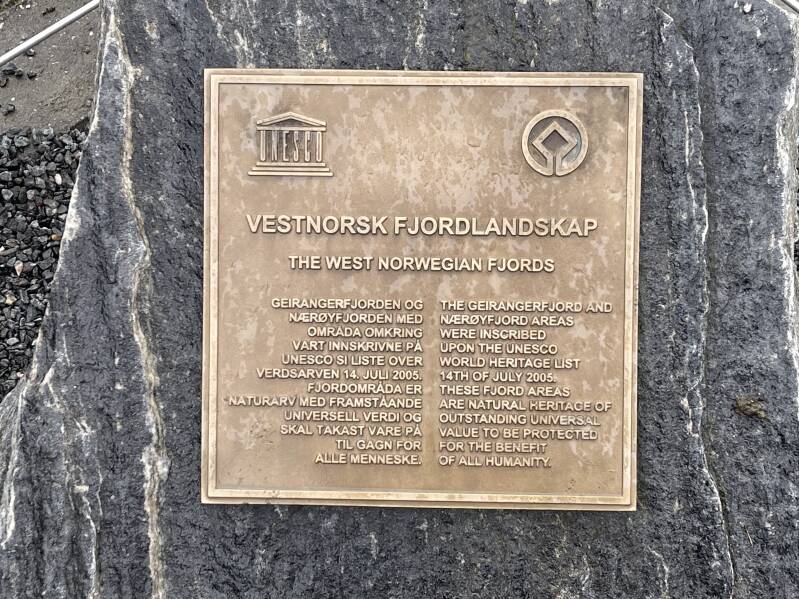 UNESCO
VESTNORSK FJORDLANDSKAP
THE WEST NORWEGIAN FJORDS
GEIRANGERFJORDEN OG
NÆRØYFJORDEN MED
OMRÅDA OMKRING
VART INNSKRIVNE PÅ
UNESCO SI LISTE OVER
VERDSARVEN 14. JULI 2005.
FJORDOMRÅDA ER
NATURARV MED FRAMSTÅANDE
UNIVERSELL VERDI OG
SKAL TAKAST VARE PÅ
TIL GAGN FOR
ALLE MENNESKE.
THE GEIRANGERFJORD AND
NÆRØYFJORD AREAS
WERE INSCRIBED
UPON THE UNESCO
WORLD HERITAGE LIST
14TH OF JULY 2005.
THESE FJORD AREAS
ARE NATURAL HERITAGE OF
OUTSTANDING UNIVERSAL
VALUE TO BE PROTECTED
FOR THE BENEFIT
OF ALL HUMANITY.